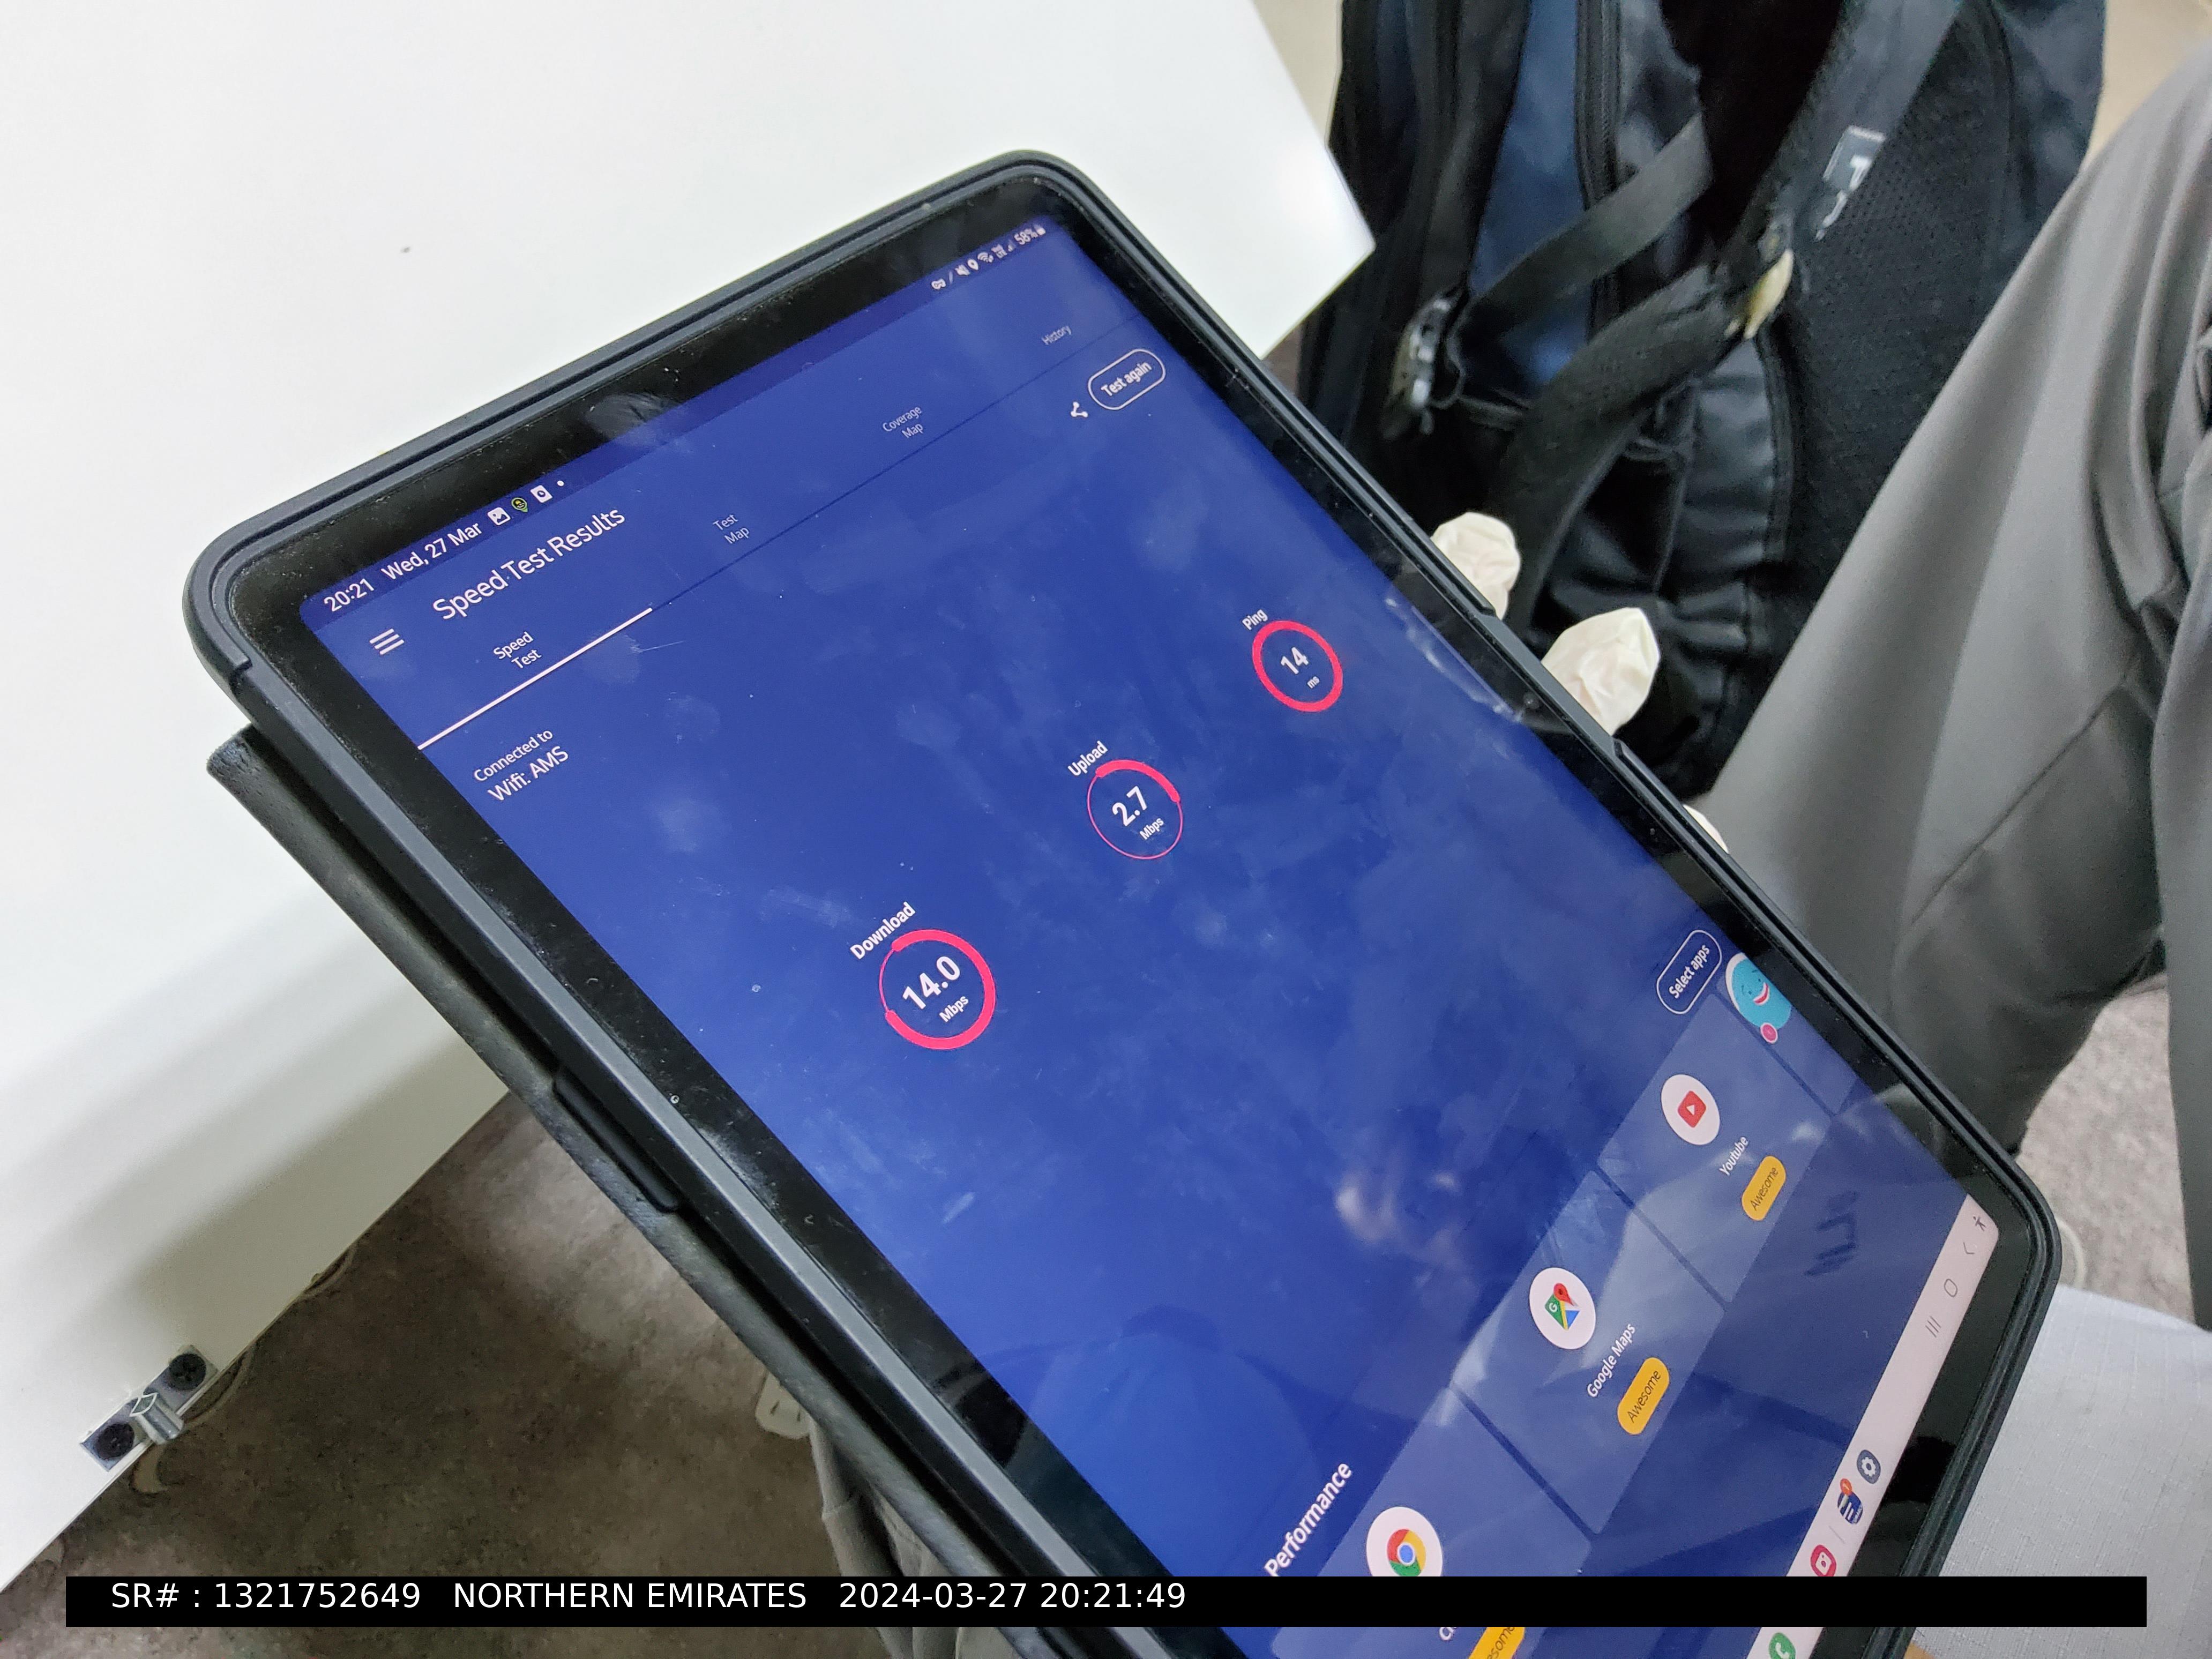 20:21 Wed, 27 Mar
58%
Speed Test Results
Speed
Test
Test
Map
Coverage
Map
History
Test again
Connected to
Wifi: AMS
Download
14.0
Mbps
Upload
2.7
Mbps
Ping
14
ms
Performance
Select apps
Google Maps
Awesome
Youtube
Awesome
SR# : 1321752649 NORTHERN EMIRATES 2024-03-27 20:21:49